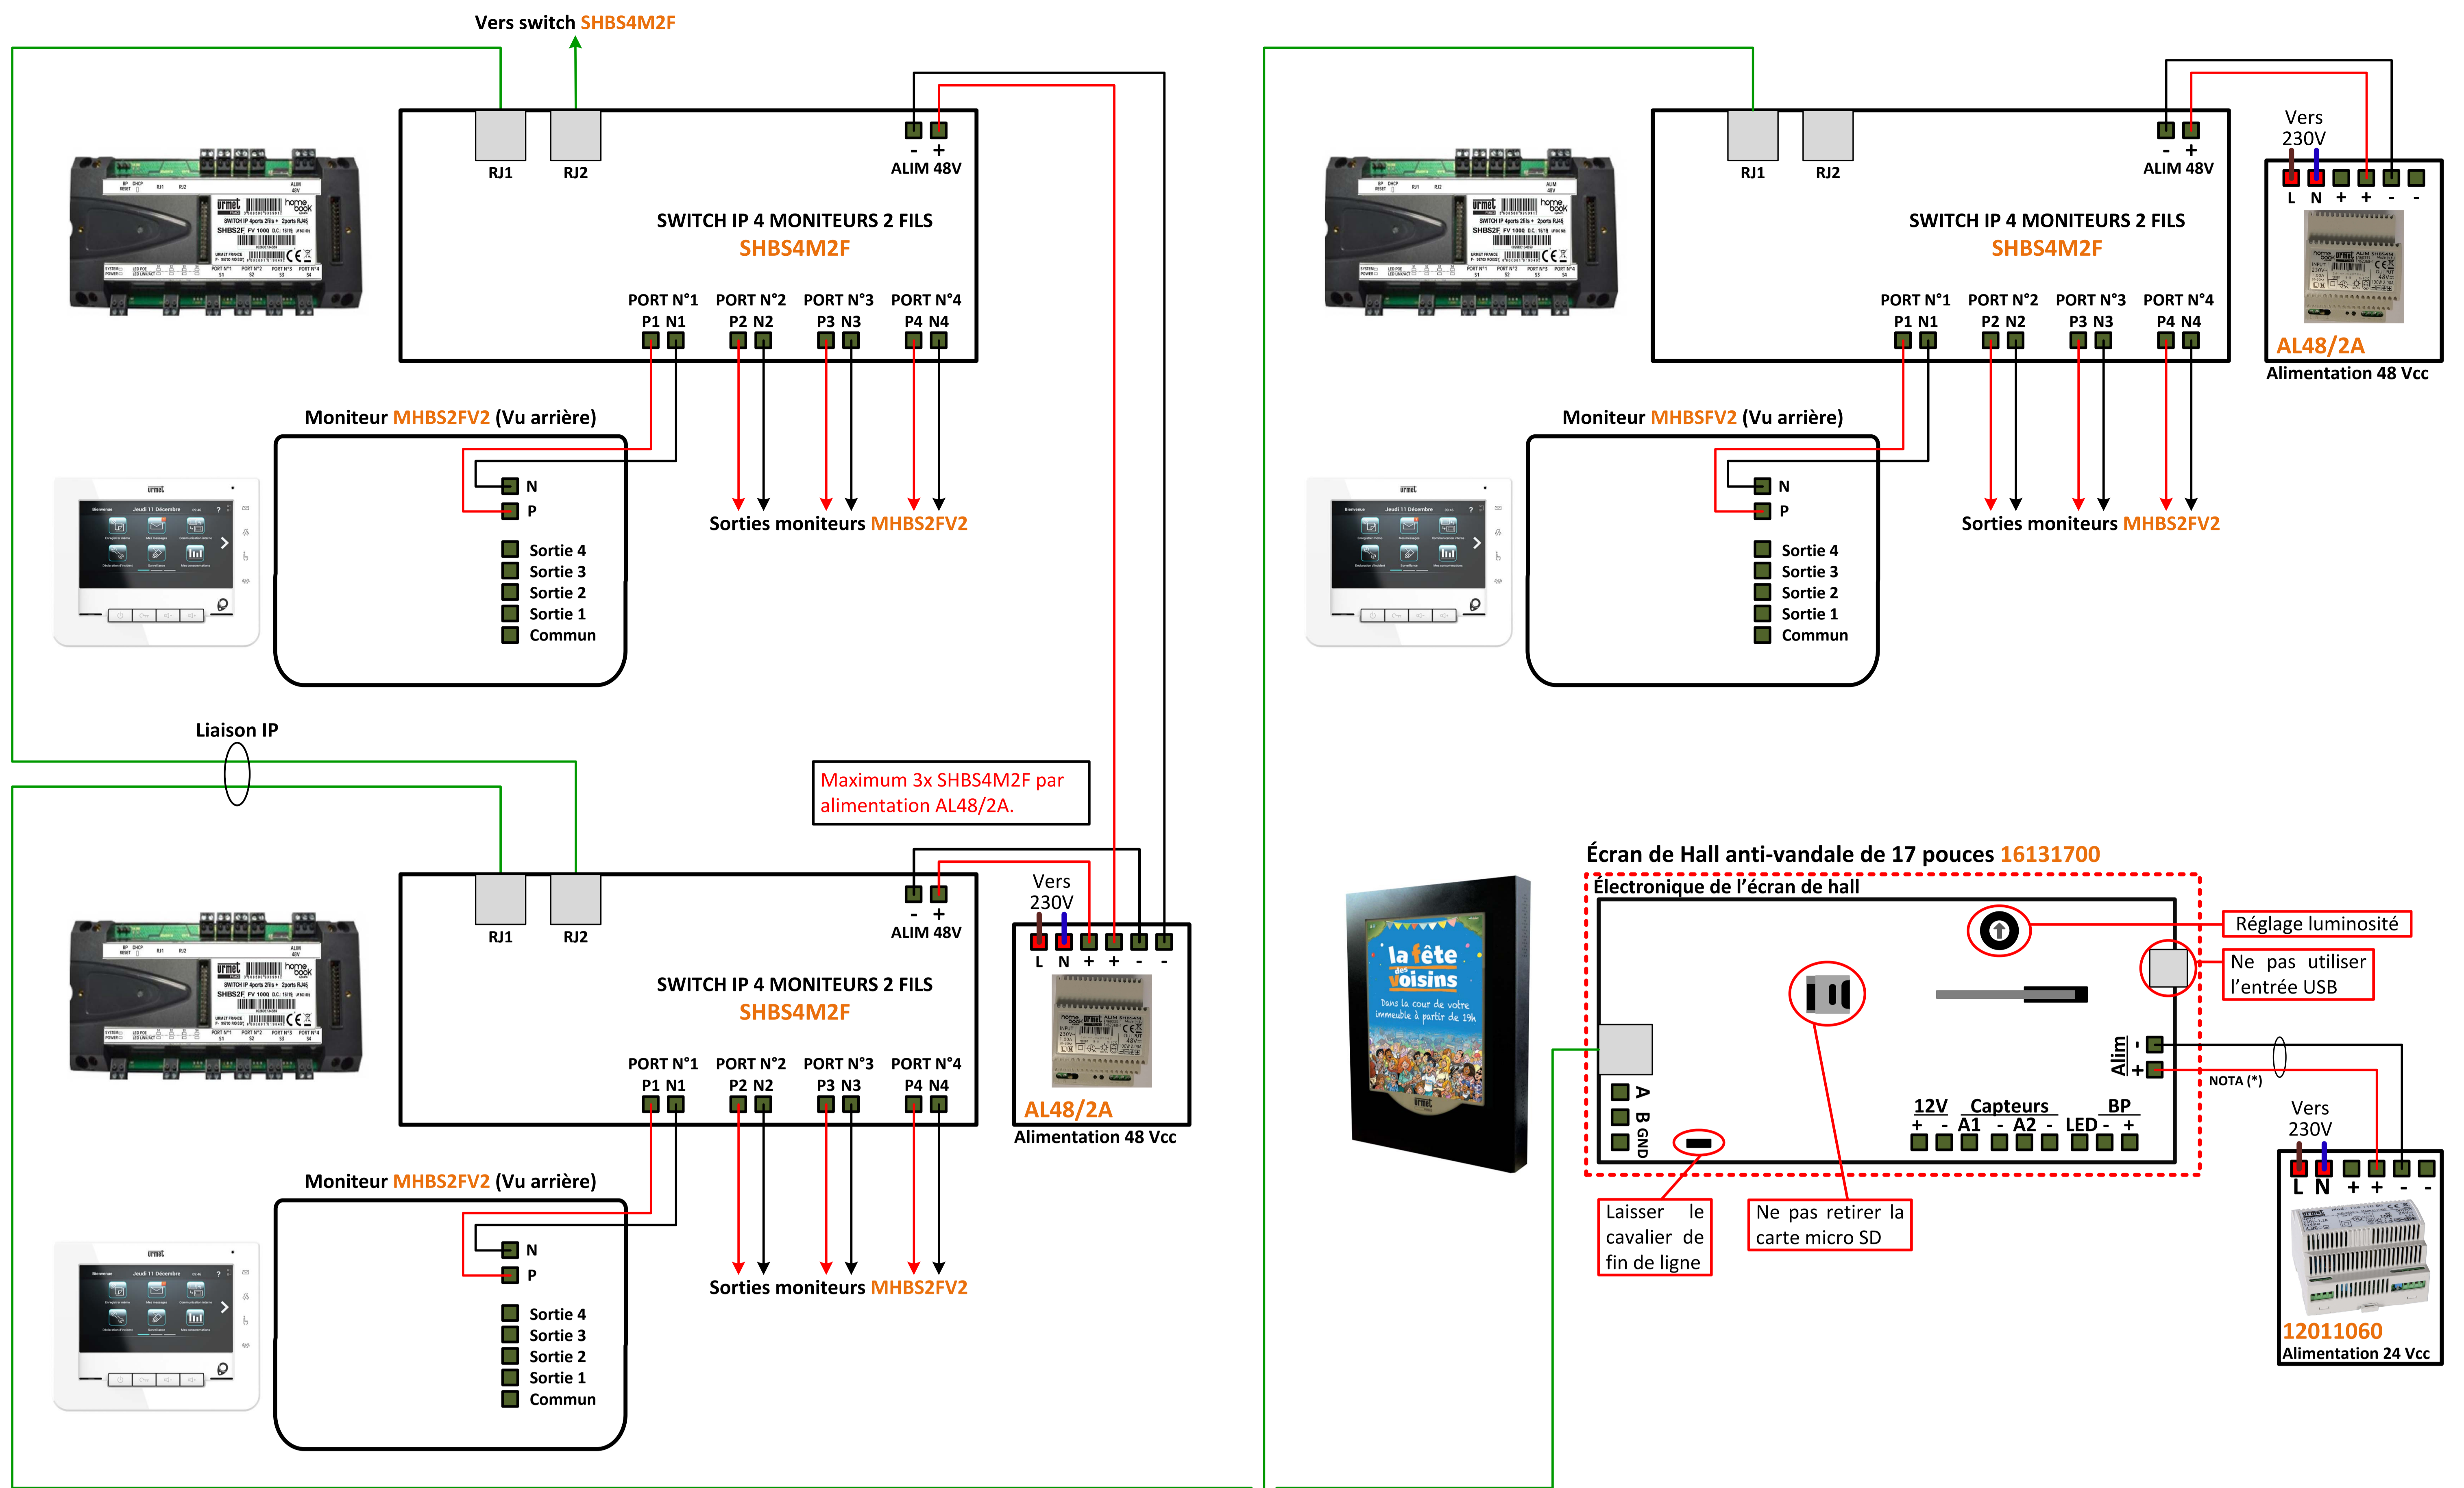 Vers switch SHBS4M2F
RJ1
RJ2
- +
ALIM 48V
SWITCH IP 4 MONITEURS 2 FILS
SHBS4M2F
PORT N°1 PORT N°2 PORT N°3 PORT N°4
P1 N1 P2 N2 P3 N3 P4 N4
Moniteur MHBS2FV2 (Vu arrière)
N
P
Sortie 4
Sortie 3
Sortie 2
Sortie 1
Commun
Sorties moniteurs MHBS2FV2
Liaison IP
Maximum 3x SHBS4M2F par
alimentation AL48/2A.
RJ1
RJ2
- +
ALIM 48V
SWITCH IP 4 MONITEURS 2 FILS
SHBS4M2F
PORT N°1 PORT N°2 PORT N°3 PORT N°4
P1 N1 P2 N2 P3 N3 P4 N4
Vers
230V
L N + + - -
AL48/2A
Alimentation 48 Vcc
Moniteur MHBS2FV2 (Vu arrière)
N
P
Sortie 4
Sortie 3
Sortie 2
Sortie 1
Commun
Sorties moniteurs MHBS2FV2
RJ1
RJ2
- +
ALIM 48V
SWITCH IP 4 MONITEURS 2 FILS
SHBS4M2F
PORT N°1 PORT N°2 PORT N°3 PORT N°4
P1 N1 P2 N2 P3 N3 P4 N4
Vers
230V
L N + + - -
AL48/2A
Alimentation 48 Vcc
Moniteur MHBSFV2 (Vu arrière)
N
P
Sortie 4
Sortie 3
Sortie 2
Sortie 1
Commun
Sorties moniteurs MHBS2FV2
Écran de Hall anti-vandale de 17 pouces 16131700
Électronique de l'écran de hall
Réglage luminosité
Ne pas utiliser
l'entrée USB
la fête
des
voisins
Dans la cour de votre
immeuble à partir de 19h
urmet
Alim
-
+
NOTA (*)
A
B
GND
12V Capteurs BP
+ - A1 - A2 - LED - +
Laisser le
cavalier de
fin de ligne
Ne pas retirer la
carte micro SD
Vers
230V
L N + + - -
12011060
Alimentation 24 Vcc